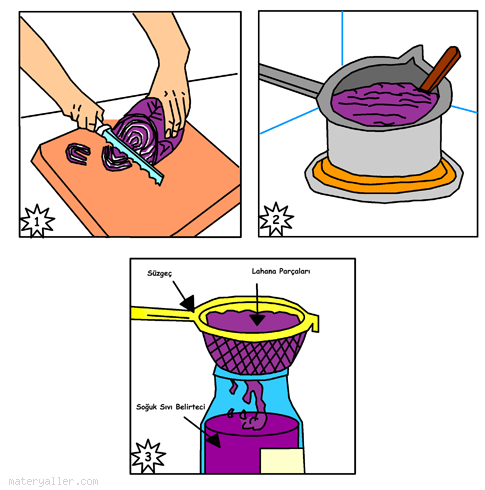 1
2
Süzgeç
Lahana Parçaları
Soğuk Sıvı Belirteci
3
materyaller.com